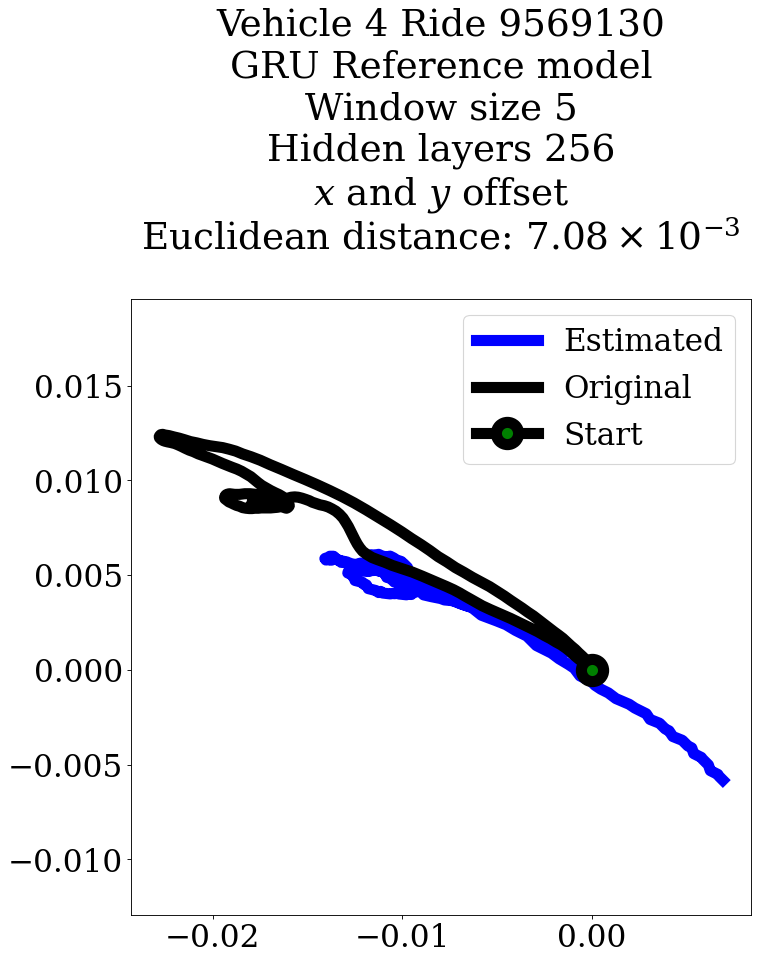 Vehicle 4 Ride 9569130
GRU Reference model
Window size 5
Hidden layers 256
x and y offset
Euclidean distance: 7.08 × 10⁻³
Estimated
Original
Start
0.015
0.010
0.005
0.000
−0.005
−0.010
−0.02
−0.01
0.00